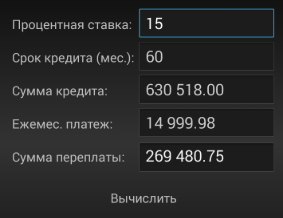 Процентная ставка: 15
Срок кредита (мес.): 60
Сумма кредита: 630 518.00
Ежемес. платеж: 14 999.98
Сумма переплаты: 269 480.75
Вычислить